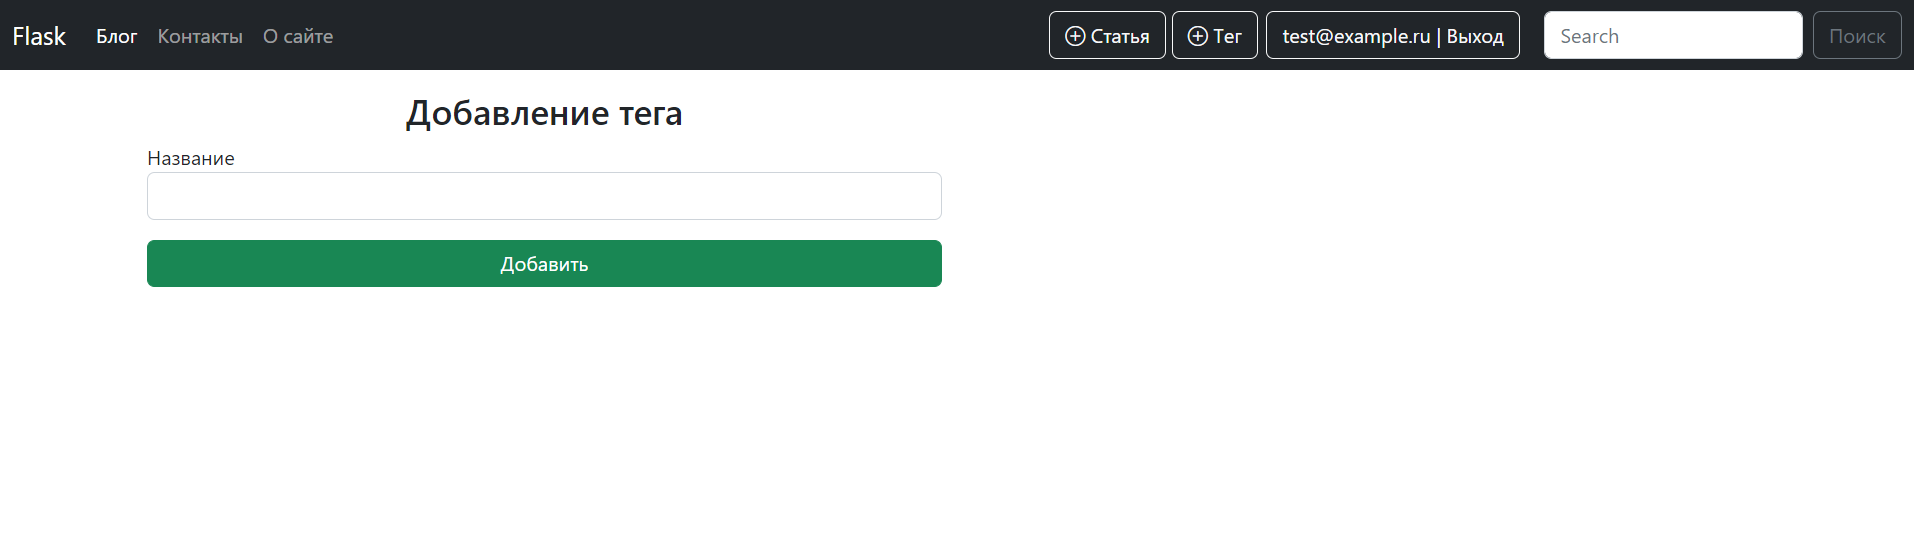 Flask Блог Контакты О сайте Статья Тег test@example.ru | Выход Search Поиск
Добавление тега
Название
Добавить